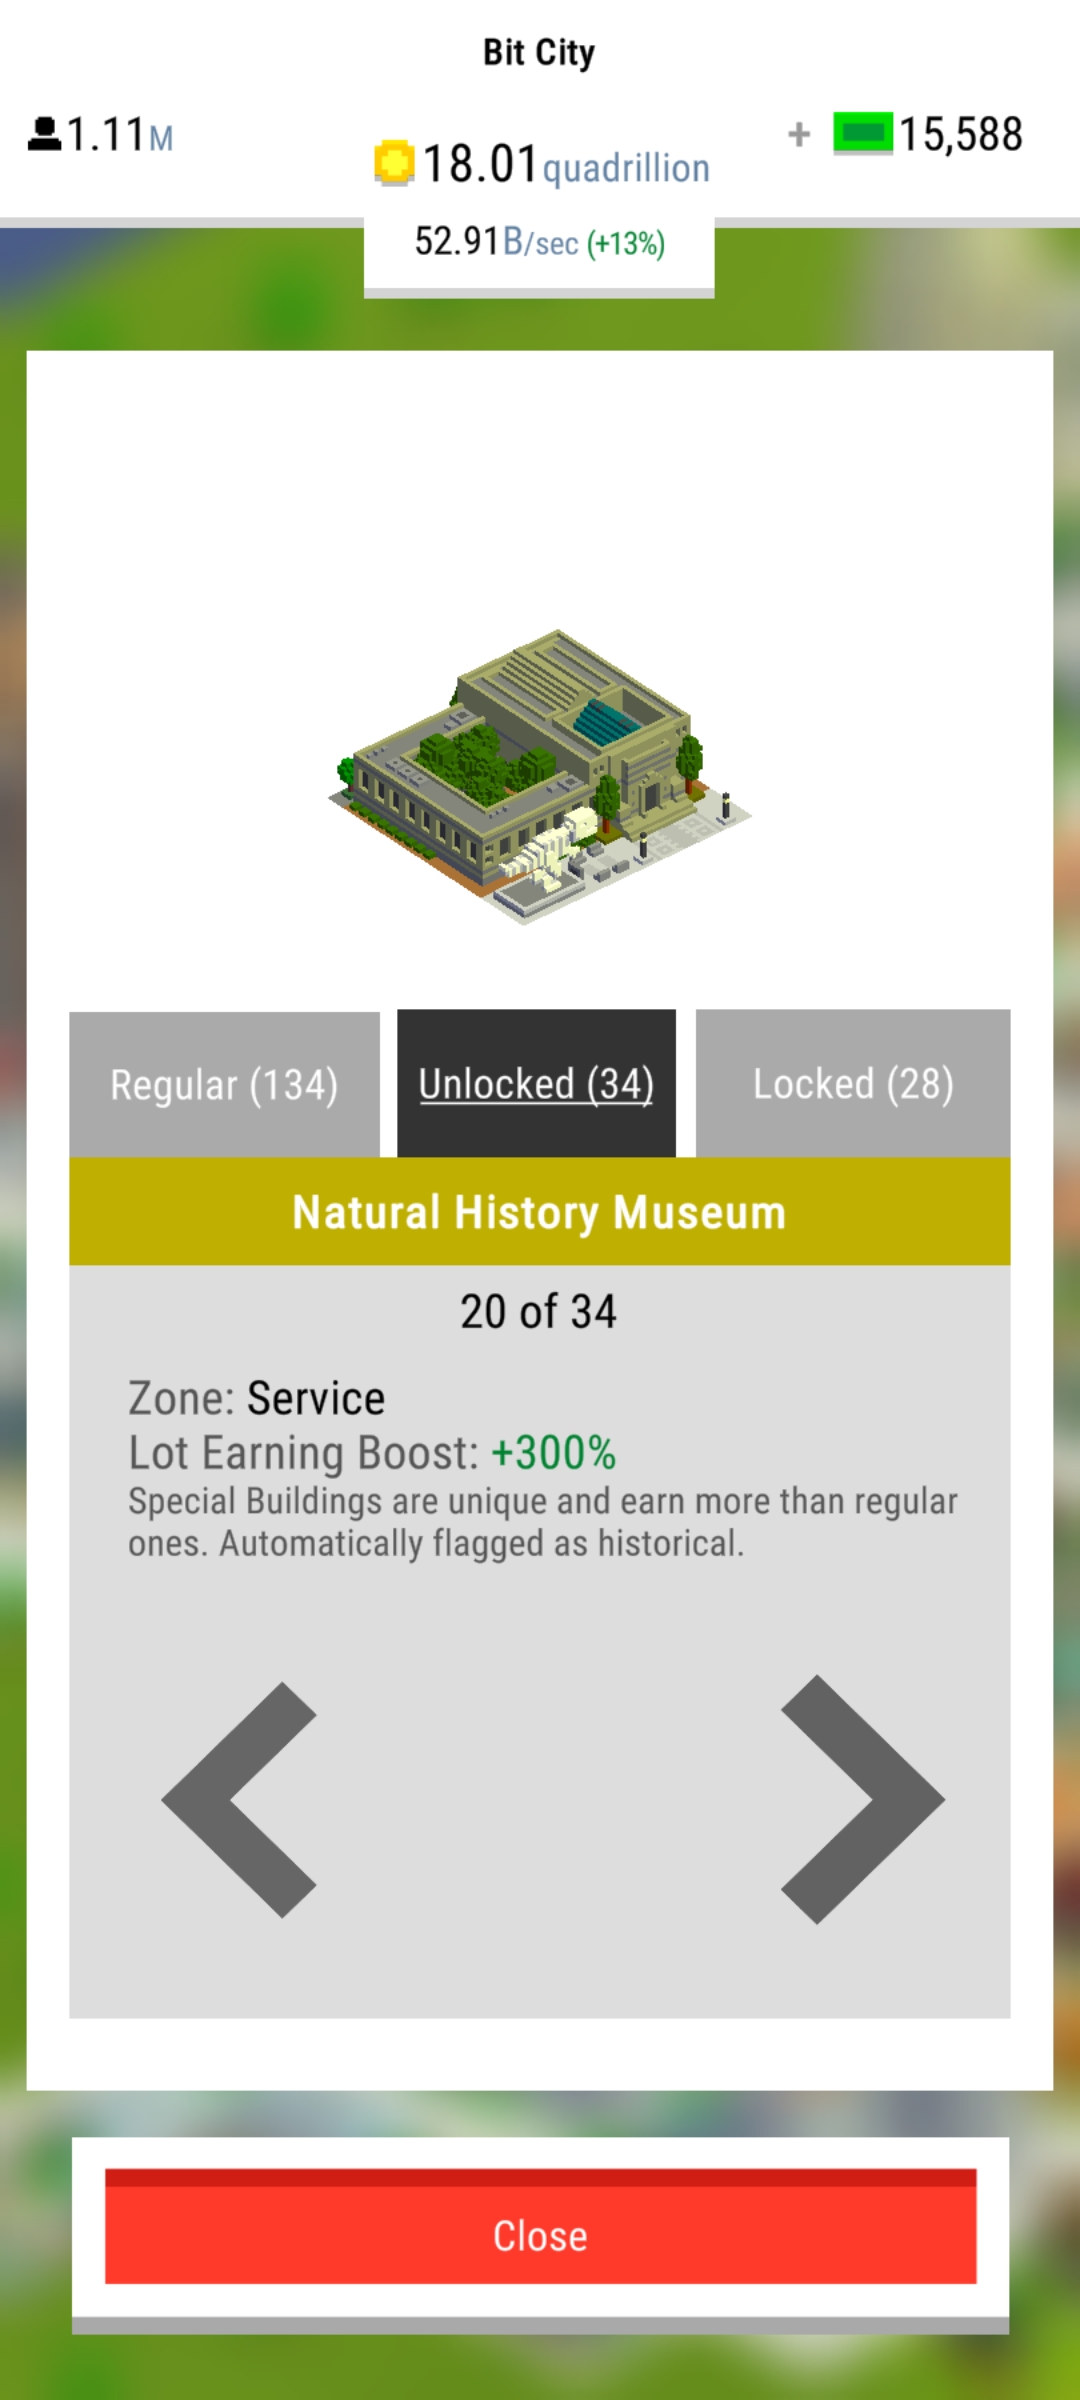 Bit City
1.11M
18.01quadrillion
+ 15,588
52.91B/sec (+13%)
Regular (134)
Unlocked (34)
Locked (28)
Natural History Museum
20 of 34
Zone: Service
Lot Earning Boost: +300%
Special Buildings are unique and earn more than regular
ones. Automatically flagged as historical.
Close